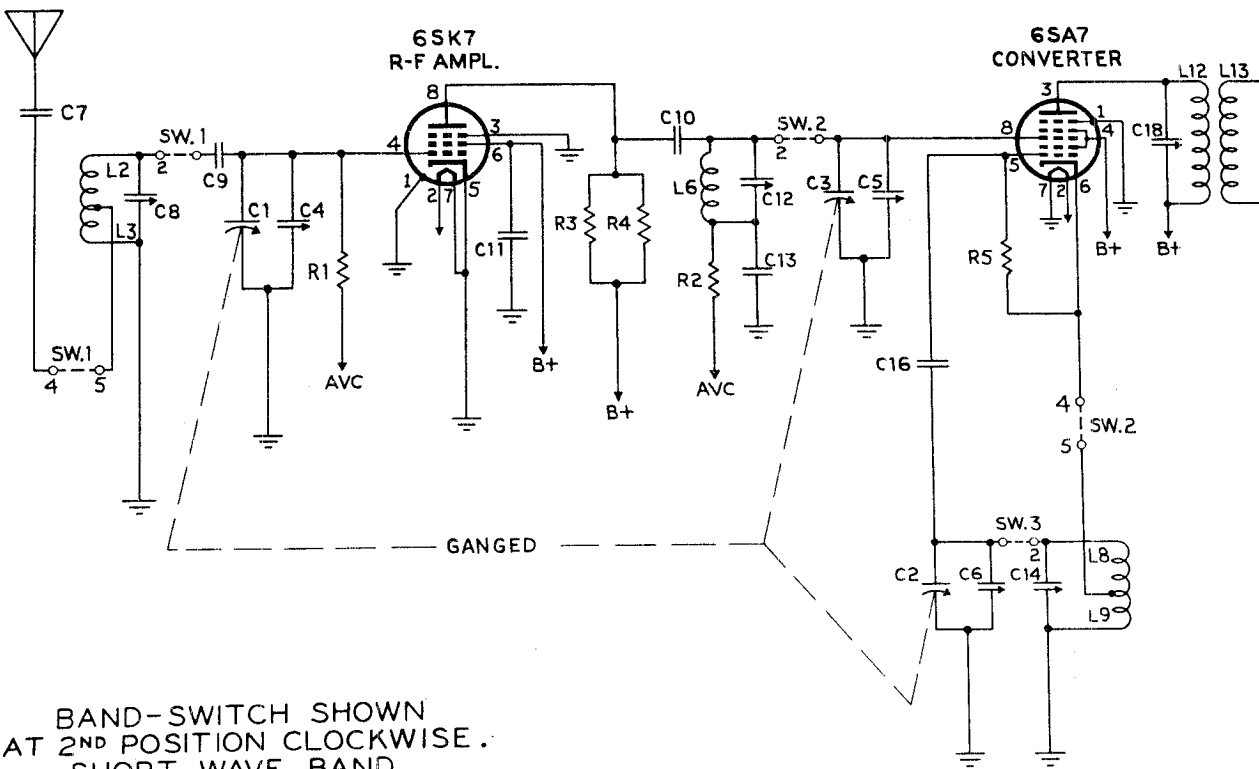 6SK7
R-F AMPL.
6SA7
CONVERTER
8
3
L12
L13
C7
3
6
C10
SW.2
1
4
C18
SW.1
2
C9
4
2
8
5
L2
C8
L3
C1
C4
1
2
7
5
L6
C12
C3
C5
7
2
6
R3
R4
C11
C13
R1
R2
R5
B+
B+
AVC
B+
B+
AVC
SW.1
4
5
C16
4
SW.2
5
GANGED
SW.3
2
C2
C6
C14
L8
L9
BAND-SWITCH SHOWN
AT 2ND POSITION CLOCKWISE.
SHORT WAVE BAND